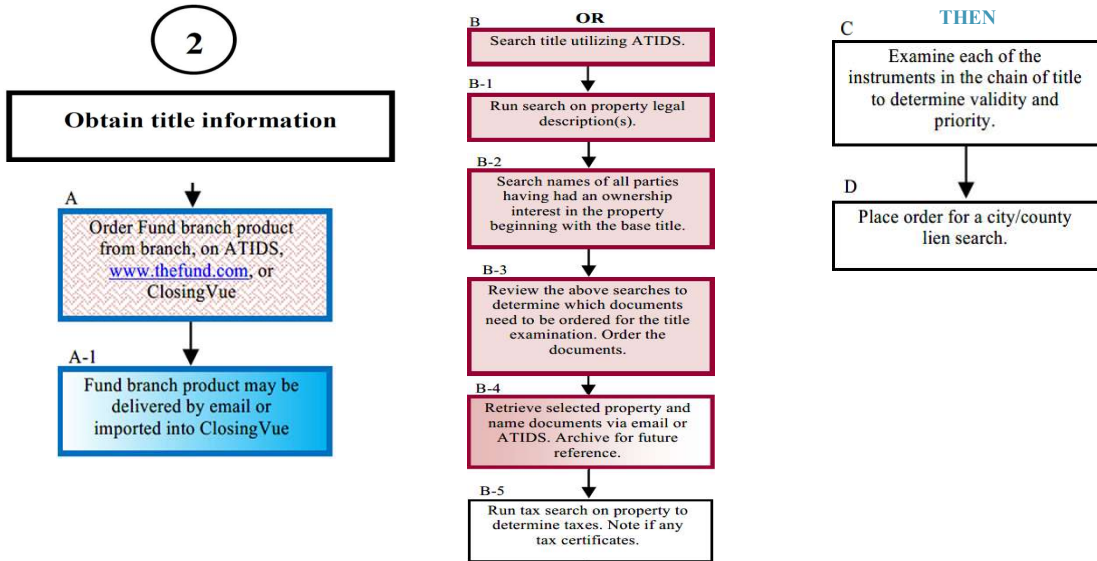 2
Obtain title information
A
Order Fund branch product
from branch, on ATIDS,
www.thefund.com, or
ClosingVue
A-1
Fund branch product may be
delivered by email or
imported into ClosingVue
OR
B
Search title utilizing ATIDS.
B-1
Run search on property legal
description(s).
B-2
Search names of all parties
having had an ownership
interest in the property
beginning with the base title.
B-3
Review the above searches to
determine which documents
need to be ordered for the title
examination. Order the
documents.
B-4
Retrieve selected property and
name documents via email or
ATIDS. Archive for future
reference.
B-5
Run tax search on property to
determine taxes. Note if any
tax certificates.
THEN
C
Examine each of the
instruments in the chain of title
to determine validity and
priority.
D
Place order for a city/county
lien search.